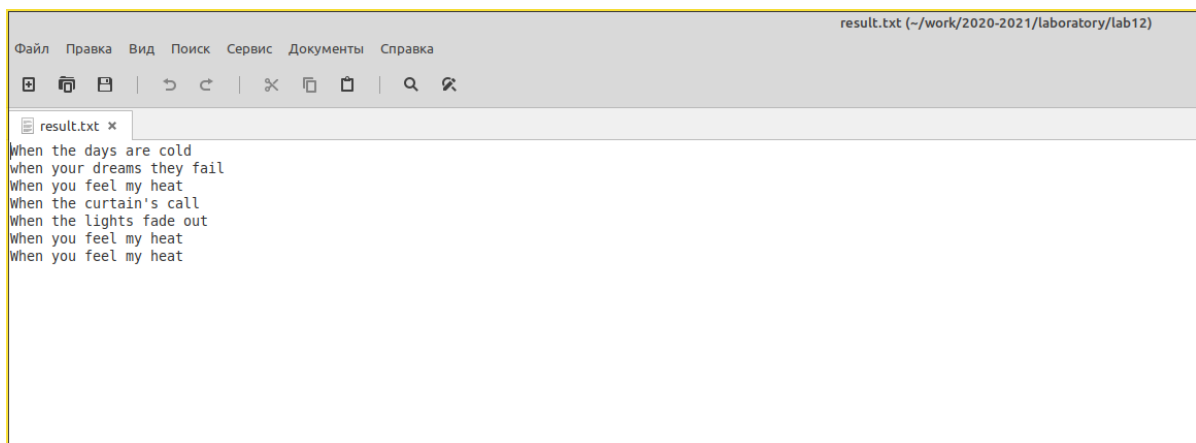 result.txt (~/work/2020-2021/laboratory/lab12)
Файл Правка Вид Поиск Сервис Документы Справка
result.txt ×
When the days are cold
when your dreams they fail
When you feel my heat
When the curtain's call
When the lights fade out
When you feel my heat
When you feel my heat